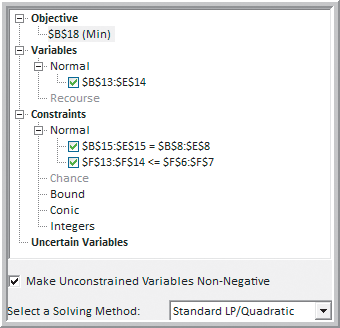 Objective
$B$18 (Min)
Variables
Normal
$B$13:$E$14
Recourse
Constraints
Normal
$B$15:$E$15 = $B$8:$E$8
$F$13:$F$14 <= $F$6:$F$7
Chance
Bound
Conic
Integers
Uncertain Variables
Make Unconstrained Variables Non-Negative
Select a Solving Method: Standard LP/Quadratic